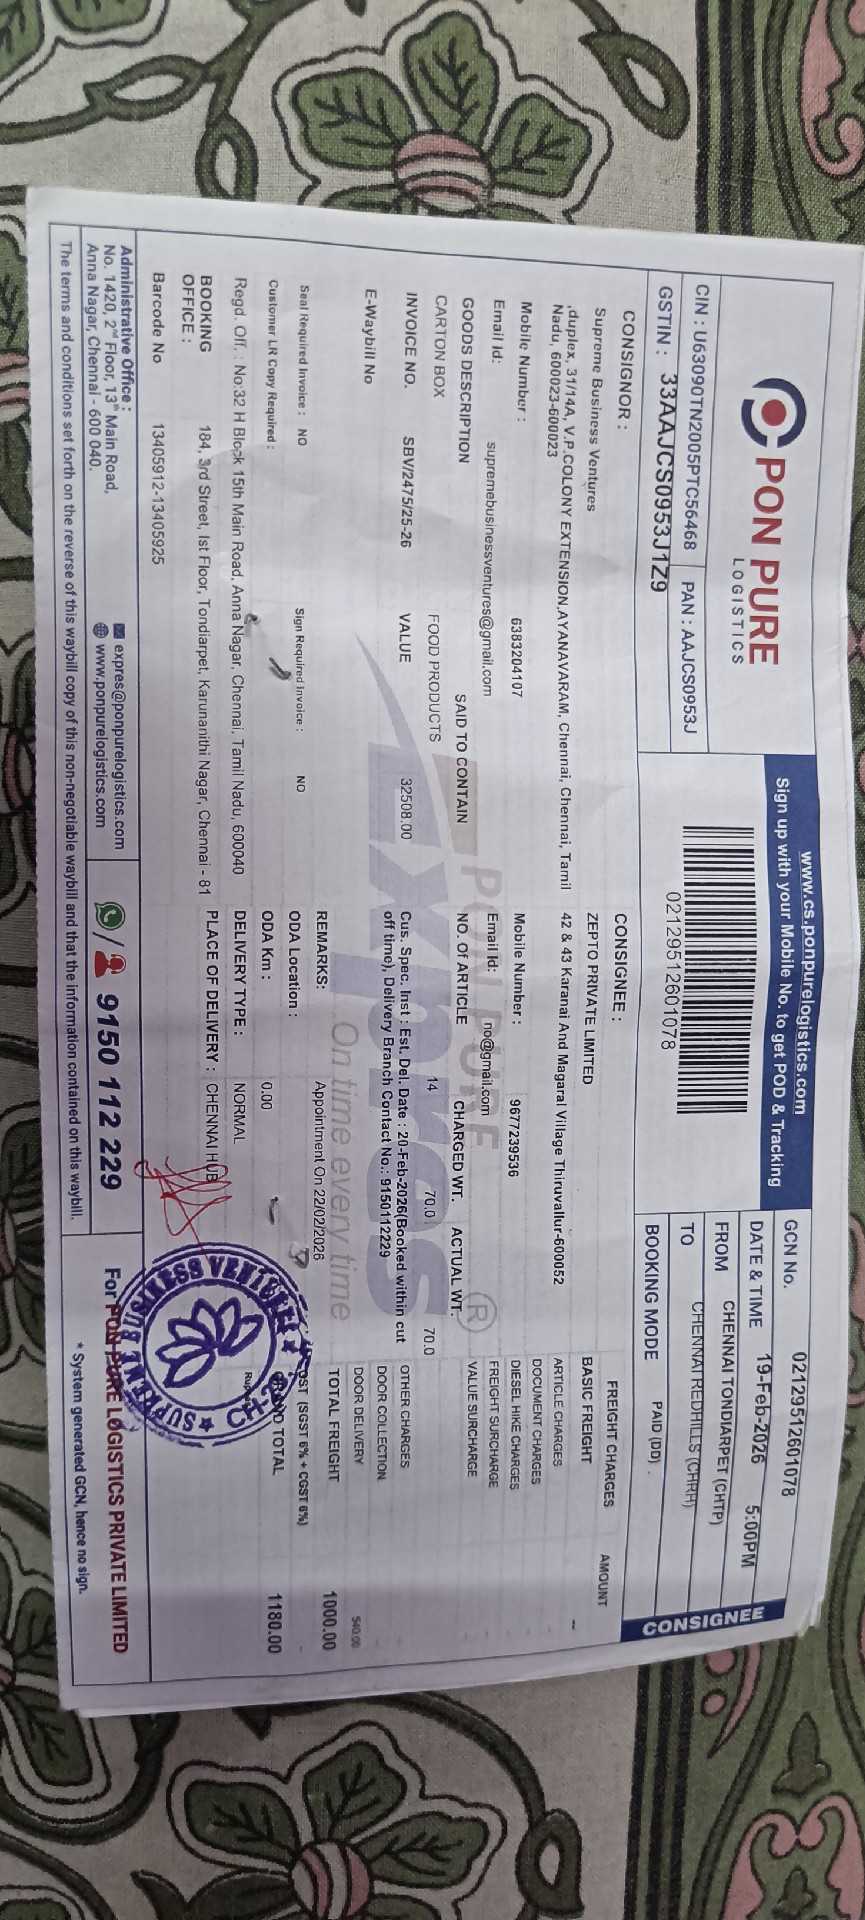 PON PURE
LOGISTICS
CIN : U63090TN2005PTC56468 PAN : AAJCS0953J
GSTIN : 33AAJCS0953J1Z9
www.cs.ponpurelogistics.com
Sign up with your Mobile No. to get POD & Tracking
02129512601078
GCN No. 02129512601078
DATE & TIME 19-Feb-2026 5:00PM
FROM CHENNAI TONDIARPET (CHTP)
TO CHENNAI REDHILLS (CHRH)
BOOKING MODE PAID (DD)
CONSIGNEE
CONSIGNOR :
Supreme Business Ventures
,duplex, 31/14A, V.P.COLONY EXTENSION,AYANAVARAM, Chennai, Chennai, Tamil
Nadu, 600023-600023
Mobile Number : 6383204107
Email Id: supremebusinessventures@gmail.com
CONSIGNEE :
ZEPTO PRIVATE LIMITED
42 & 43 Karanai And Magaral Village Thiruvallur-600052
Mobile Number : 9677239536
Email Id: no@gmail.com
GOODS DESCRIPTION SAID TO CONTAIN NO. Of ARTICLE CHARGED WT. ACTUAL WT.
CARTON BOX FOOD PRODUCTS 14 70.0 70.0
INVOICE NO. SBV/2475/25-26 VALUE 32508.00
Cus. Spec. Inst : Est. Del. Date : 20-Feb-2026(Booked within cut
off time), Delivery Branch Contact No.: 9150112229
E-Waybill No
PON PURE
Expres ®
On time every time
REMARKS: Appointment On 22/02/2026
Seal Required Invoice : NO Sign Required Invoice : NO
ODA Location :
Customer LR Copy Required :
ODA Km : 0.00
Regd. Off. : No:32 H Block 15th Main Road, Anna Nagar, Chennai, Tamil Nadu, 600040
DELIVERY TYPE : NORMAL
BOOKING OFFICE : 184, 3rd Street, Ist Floor, Tondiarpet, Karunanithi Nagar, Chennai - 81
PLACE OF DELIVERY : CHENNAI HUB
Barcode No 13405912-13405925
FREIGHT CHARGES AMOUNT
BASIC FREIGHT -
ARTICLE CHARGES -
DOCUMENT CHARGES -
DIESEL HIKE CHARGES -
FREIGHT SURCHARGE -
VALUE SURCHARGE -
OTHER CHARGES -
DOOR COLLECTION -
DOOR DELIVERY 540.00
TOTAL FREIGHT 1000.00
(SGST 6% + CGST 6%) -
TOTAL 1180.00
SUPREME BUSINESS VENTURES
Administrative Office :
No. 1420, 2nd Floor, 13th Main Road,
Anna Nagar, Chennai - 600 040.
expres@ponpurelogistics.com
www.ponpurelogistics.com
9150 112 229
For PON PURE LOGISTICS PRIVATE LIMITED
The terms and conditions set forth on the reverse of this waybill copy of this non-negotiable waybill and that the information contained on this waybill.
* System generated GCN, hence no sign.